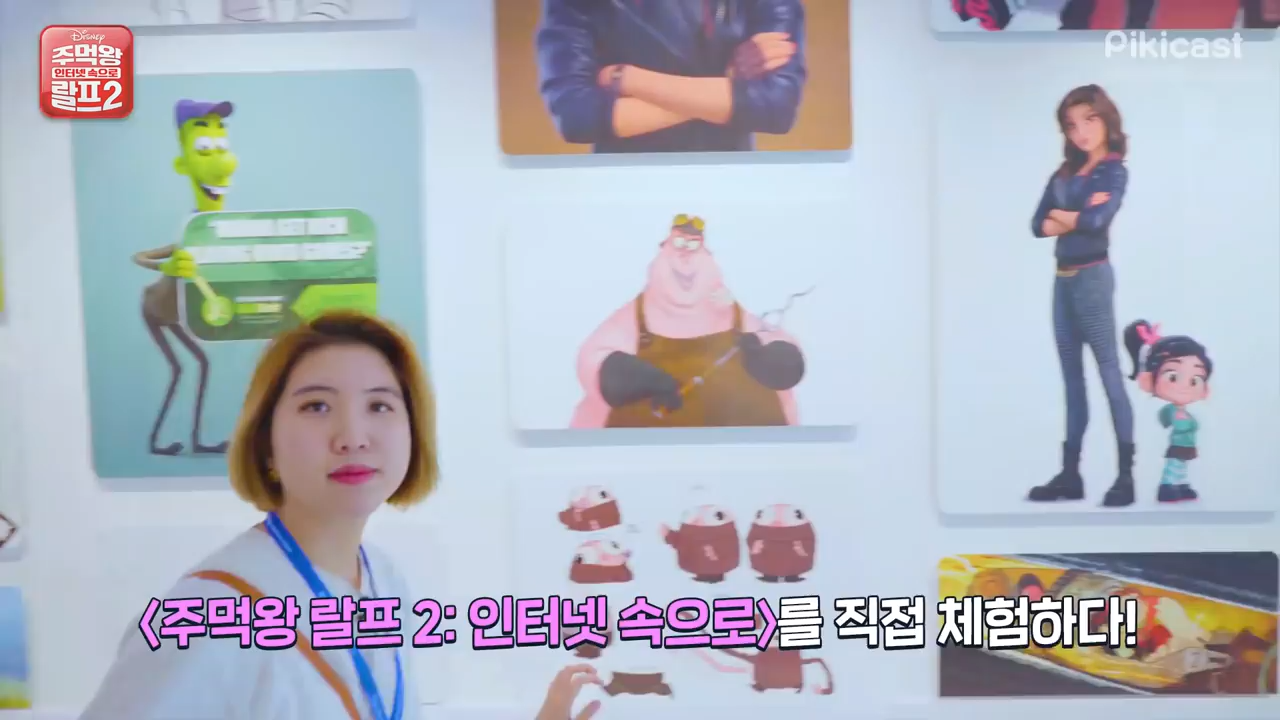 Disney
주먹왕
인터넷 속으로
랄프2
Pikicast
〈주먹왕 랄프 2: 인터넷 속으로〉를 직접 체험하다!